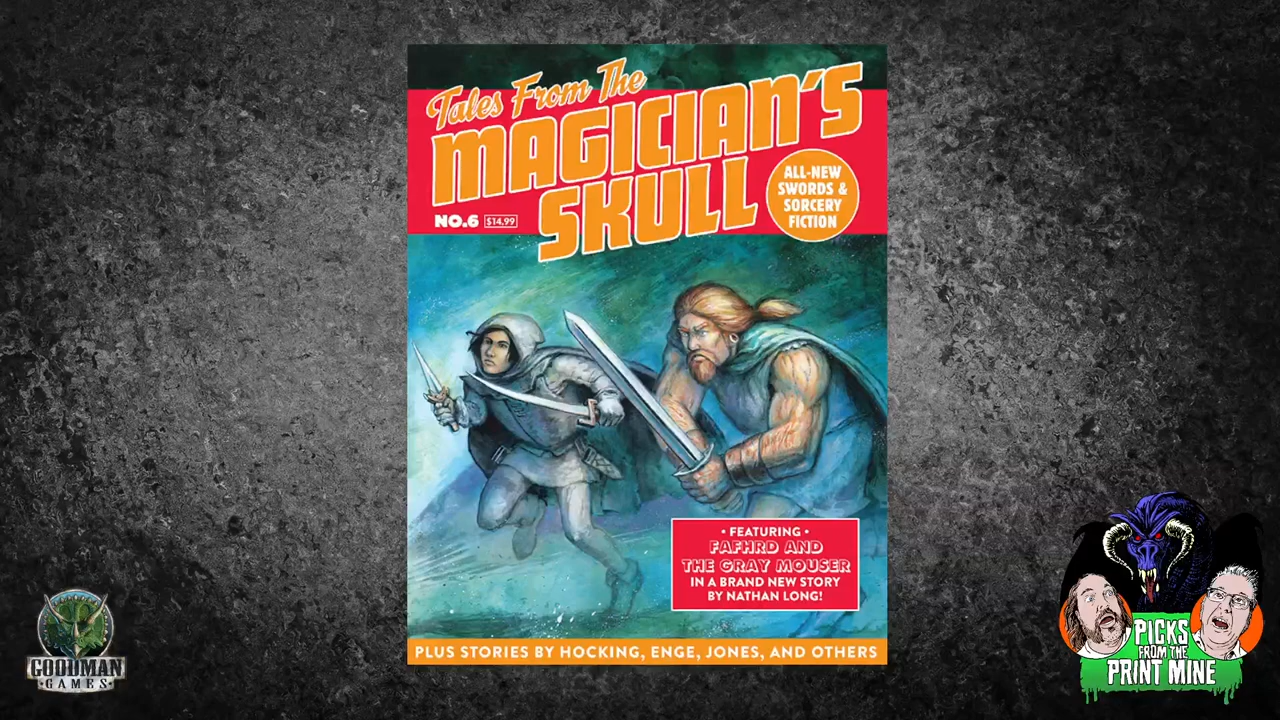 Tales From The
MAGICIAN'S
SKULL
NO.6 $14.99
ALL-NEW
SWORDS &
SORCERY
FICTION
• FEATURING •
FAFHRD AND
THE GRAY MOUSER
IN A BRAND NEW STORY
BY NATHAN LONG!
PLUS STORIES BY HOCKING, ENGE, JONES, AND OTHERS
GOODMAN
• GAMES •
PICKS
FROM THE
PRINT MINE